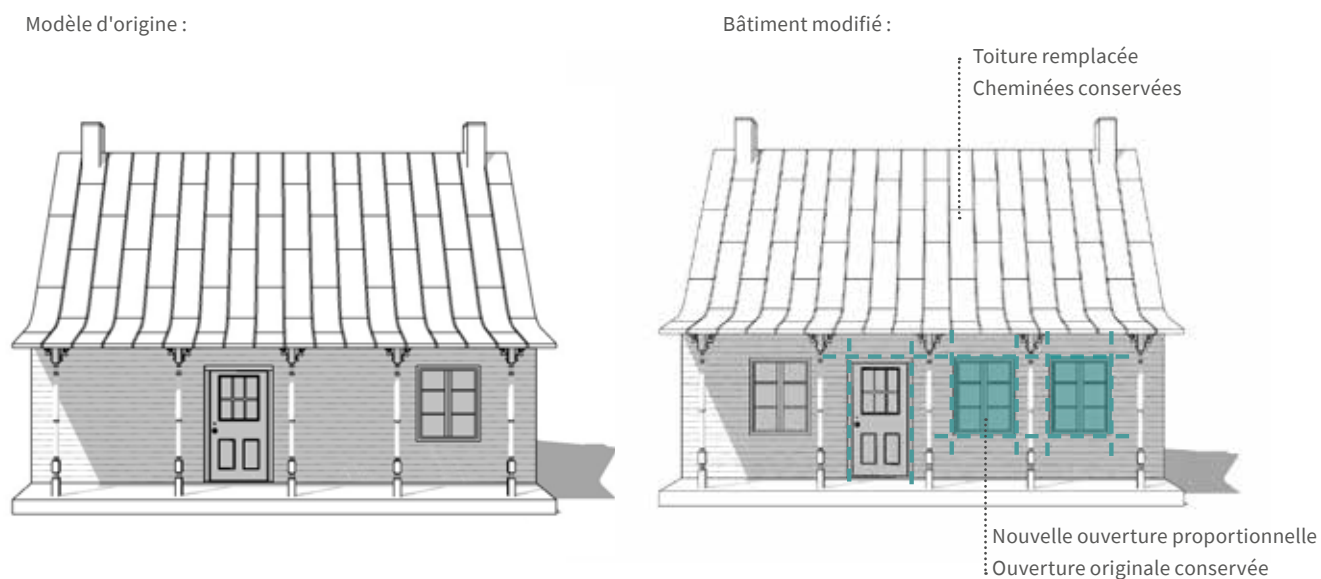 Modèle d'origine :
Bâtiment modifié :
Toiture remplacée
Cheminées conservées
Nouvelle ouverture proportionnelle
Ouverture originale conservée